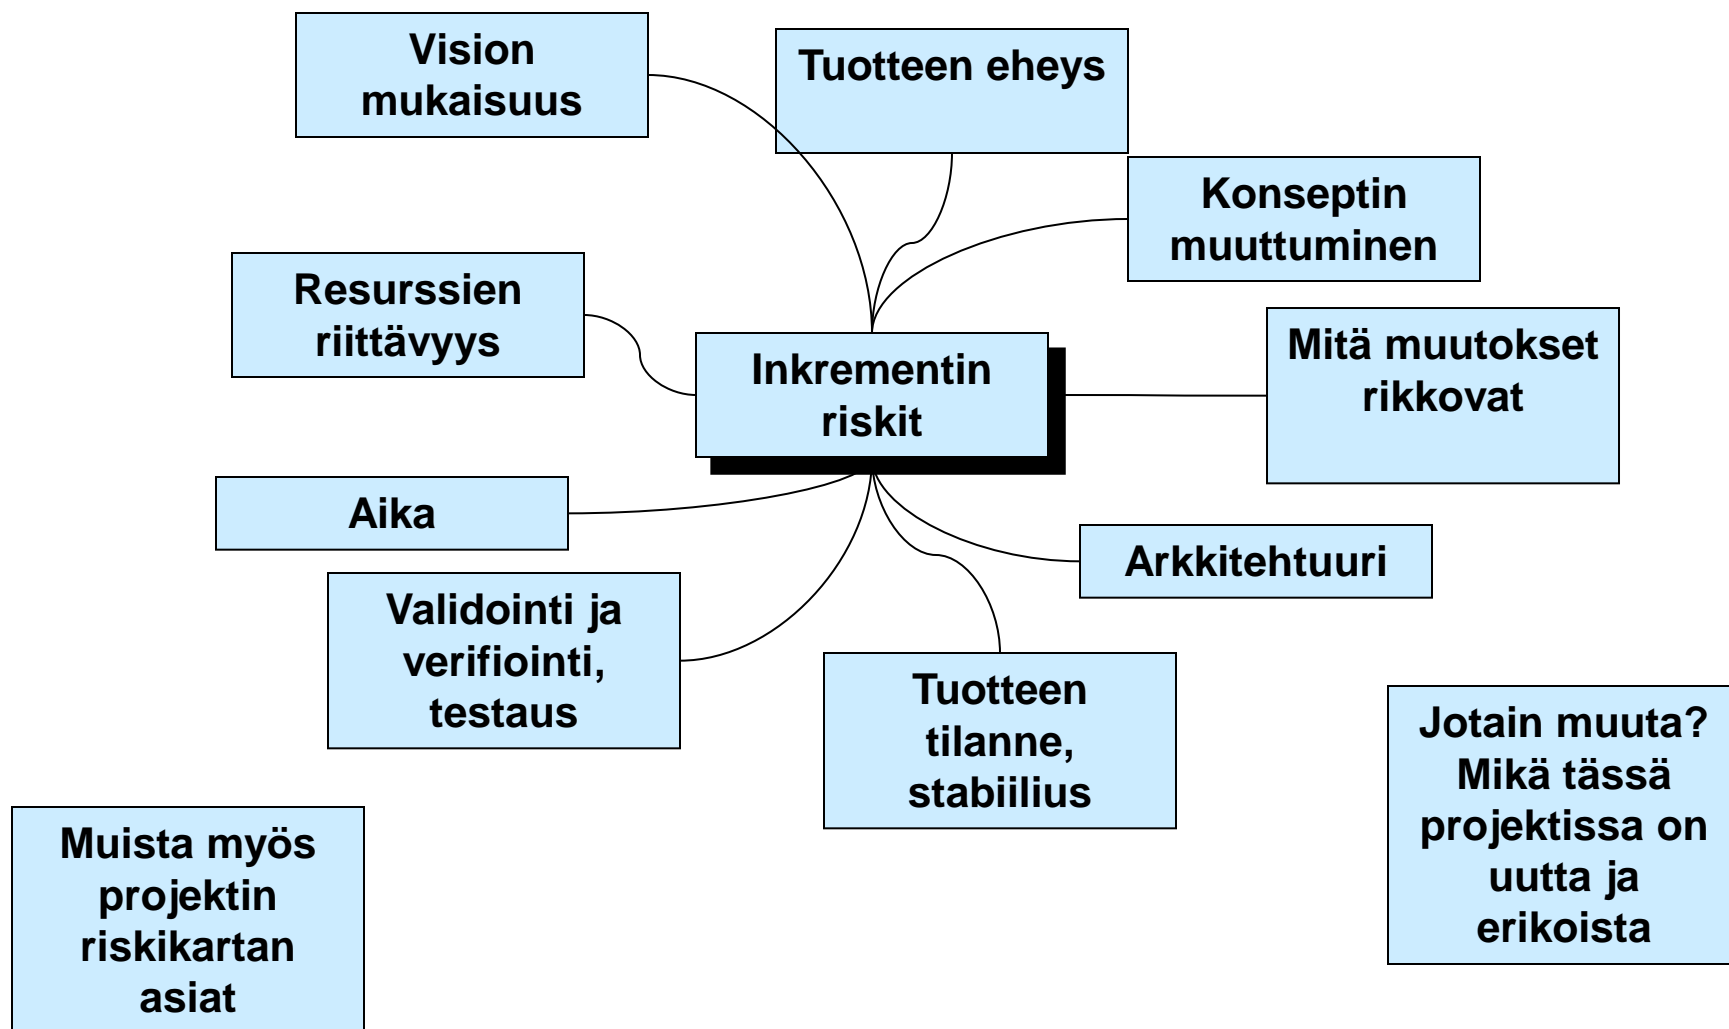 Vision
mukaisuus
Tuotteen eheys
Konseptin
muuttuminen
Resurssien
riittävyys
Inkrementin
riskit
Mitä muutokset
rikkovat
Aika
Arkkitehtuuri
Validointi ja
verifiointi,
testaus
Tuotteen
tilanne,
stabiilius
Jotain muuta?
Mikä tässä
projektissa on
uutta ja
erikoista
Muista myös
projektin
riskikartan
asiat